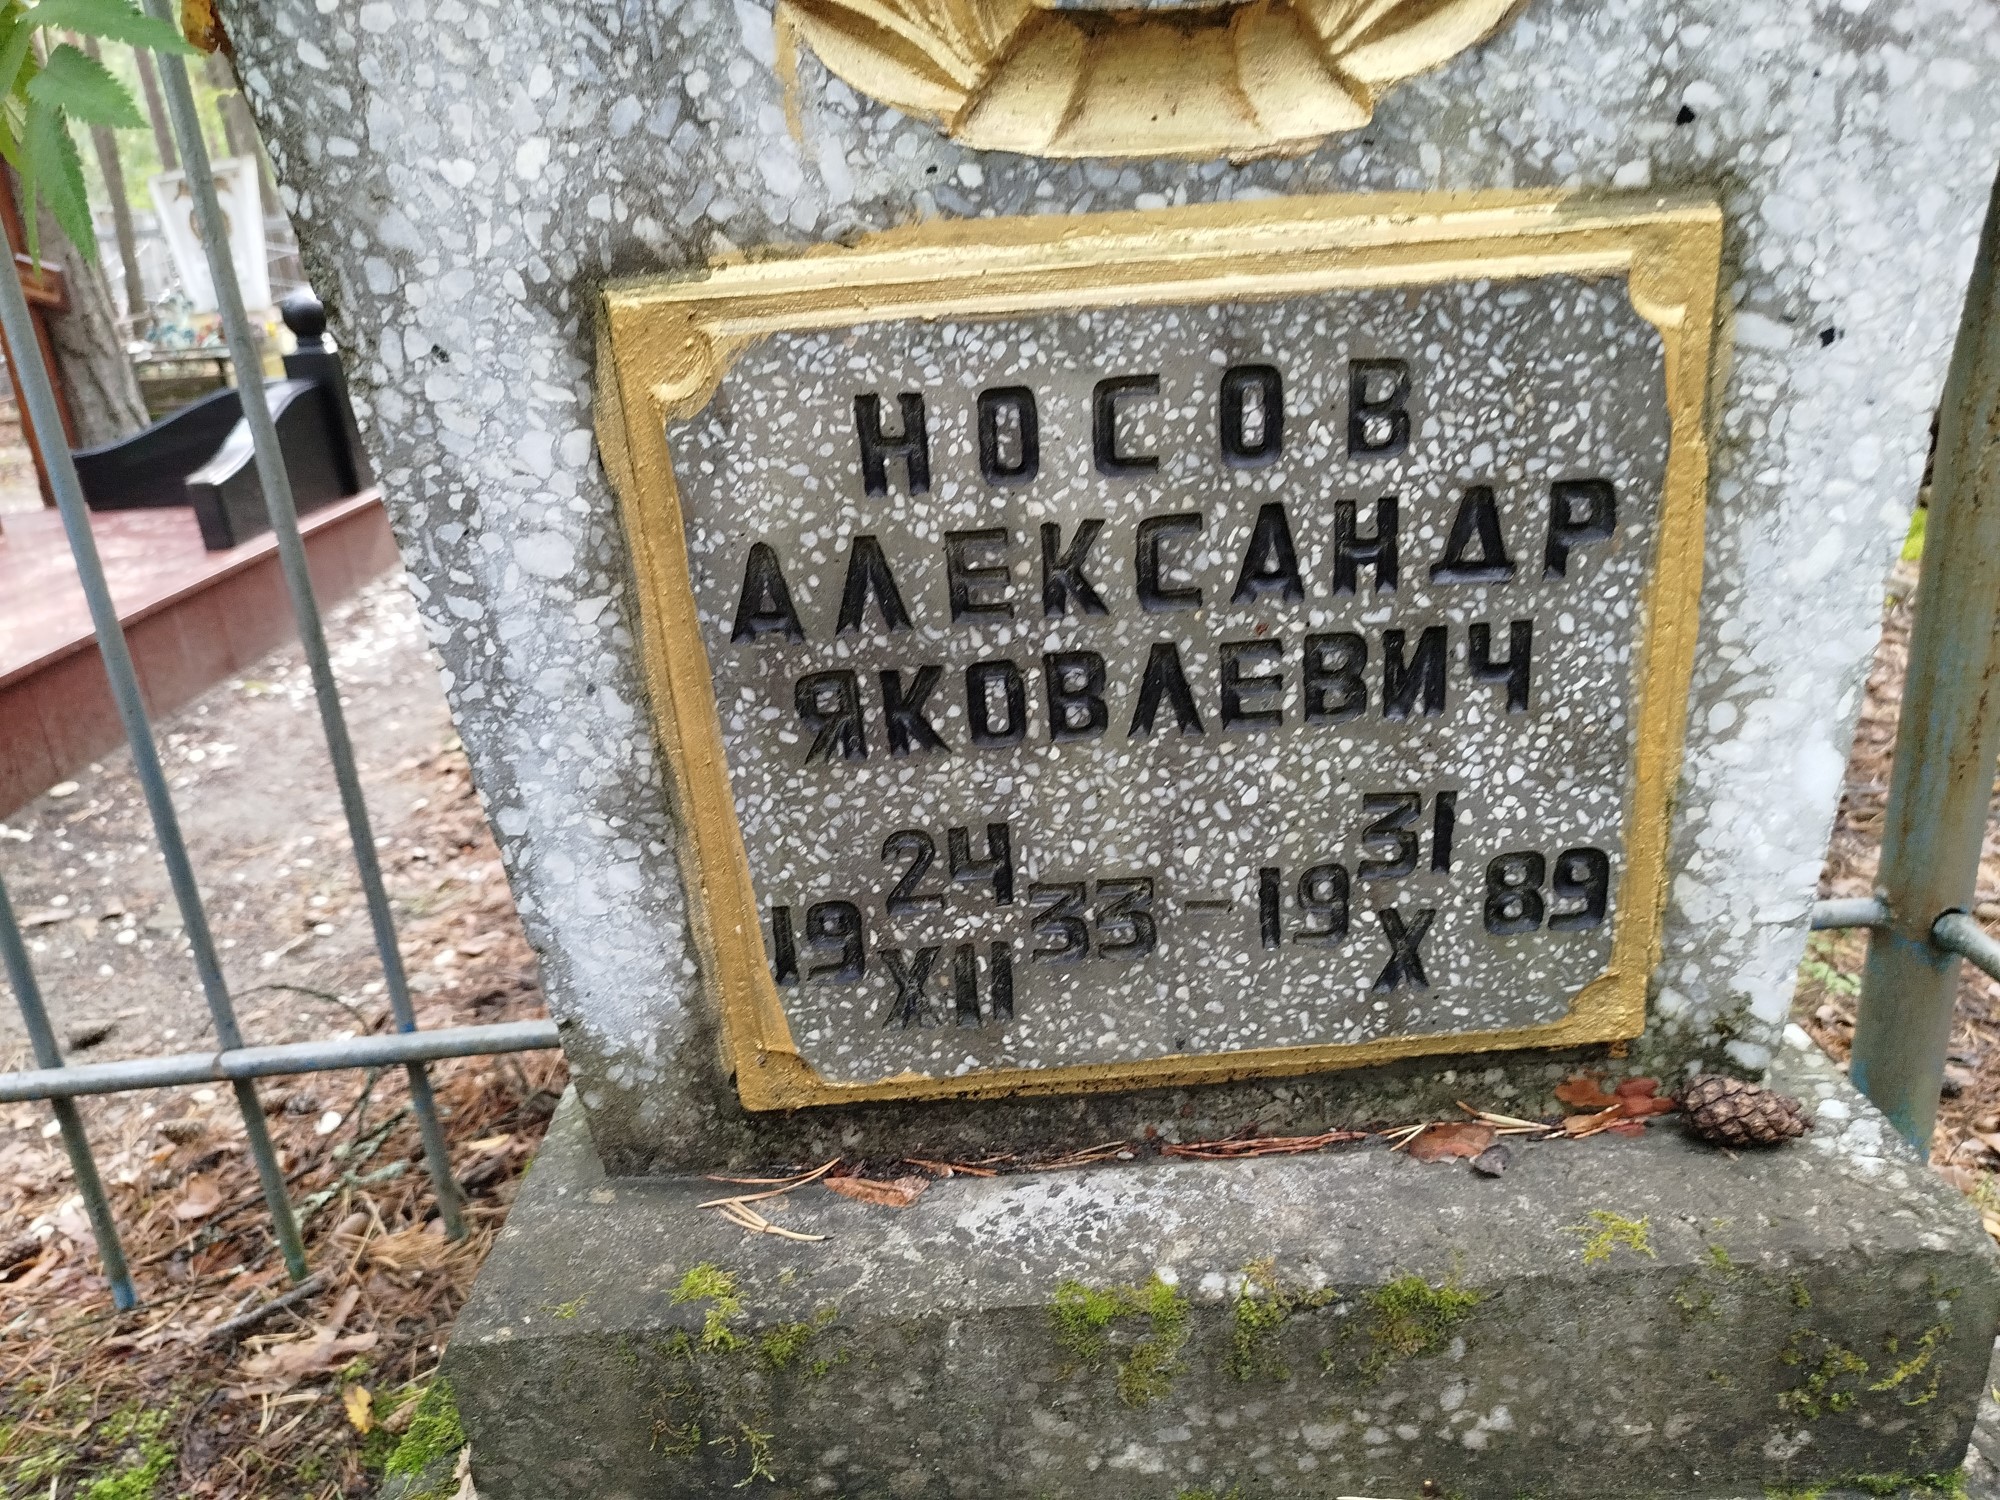 НОСОВ
АЛЕКСАНДР
ЯКОВЛЕВИЧ
19 24/XII 33 – 19 31/X 89